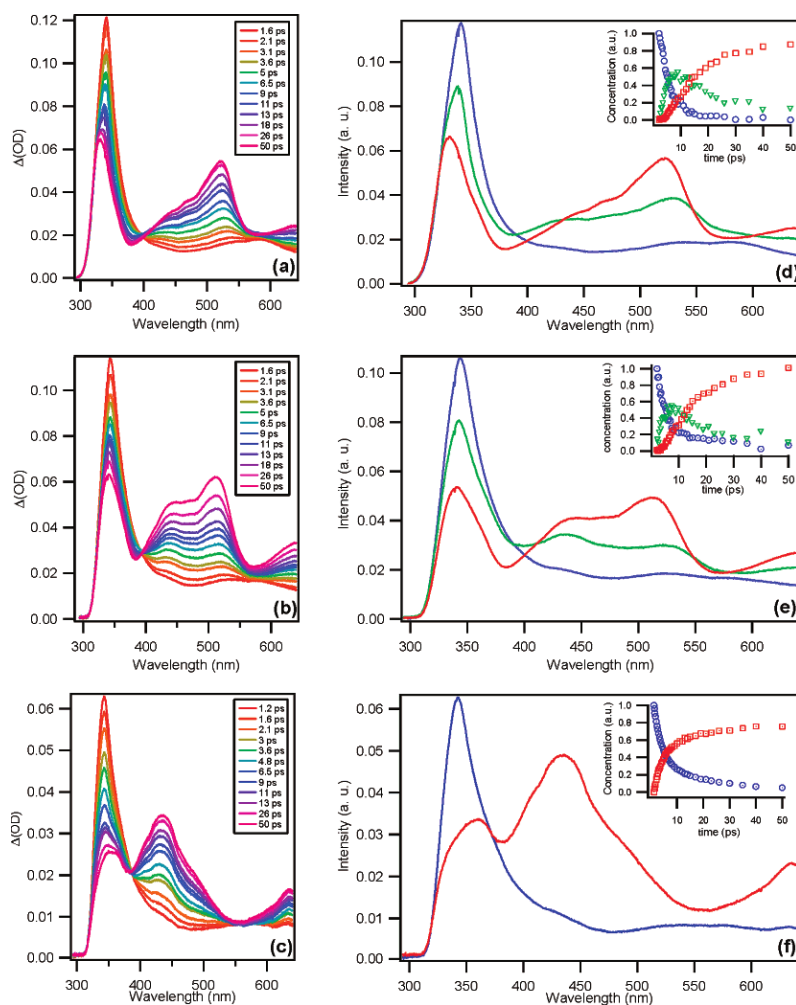 0.12
0.10
0.08
0.06
0.04
0.02
0.00
Δ(OD)
1.6 ps
2.1 ps
3.1 ps
3.6 ps
5 ps
6.5 ps
9 ps
11 ps
13 ps
18 ps
26 ps
50 ps
300 400 500 600
Wavelength (nm)
(a)
0.12
0.10
0.08
0.06
0.04
0.02
0.00
Intensity (a. u.)
Concentration (a.u.)
1.0
0.8
0.6
0.4
0.2
0.0
10 20 30 40 50
time (ps)
300 350 400 450 500 550 600
Wavelength (nm)
(d)
0.10
0.08
0.06
0.04
0.02
0.00
Δ(OD)
1.6 ps
2.1 ps
3.1 ps
3.6 ps
5 ps
6.5 ps
9 ps
11 ps
13 ps
18 ps
26 ps
50 ps
300 400 500 600
Wavelength (nm)
(b)
0.10
0.08
0.06
0.04
0.02
0.00
Intensity (a. u.)
concentration (a.u.)
1.0
0.8
0.6
0.4
0.2
0.0
10 20 30 40 50
time (ps)
300 350 400 450 500 550 600
Wavelength (nm)
(e)
0.06
0.05
0.04
0.03
0.02
0.01
0.00
Δ(OD)
1.2 ps
1.6 ps
2.1 ps
3 ps
3.6 ps
4.8 ps
6.5 ps
9 ps
11 ps
13 ps
26 ps
50 ps
300 400 500 600
Wavelength (nm)
(c)
0.06
0.05
0.04
0.03
0.02
0.01
0.00
Intensity (a. u.)
Concentration (a.u.)
1.0
0.8
0.6
0.4
0.2
0.0
10 20 30 40 50
time (ps)
300 350 400 450 500 550 600
Wavelength (nm)
(f)